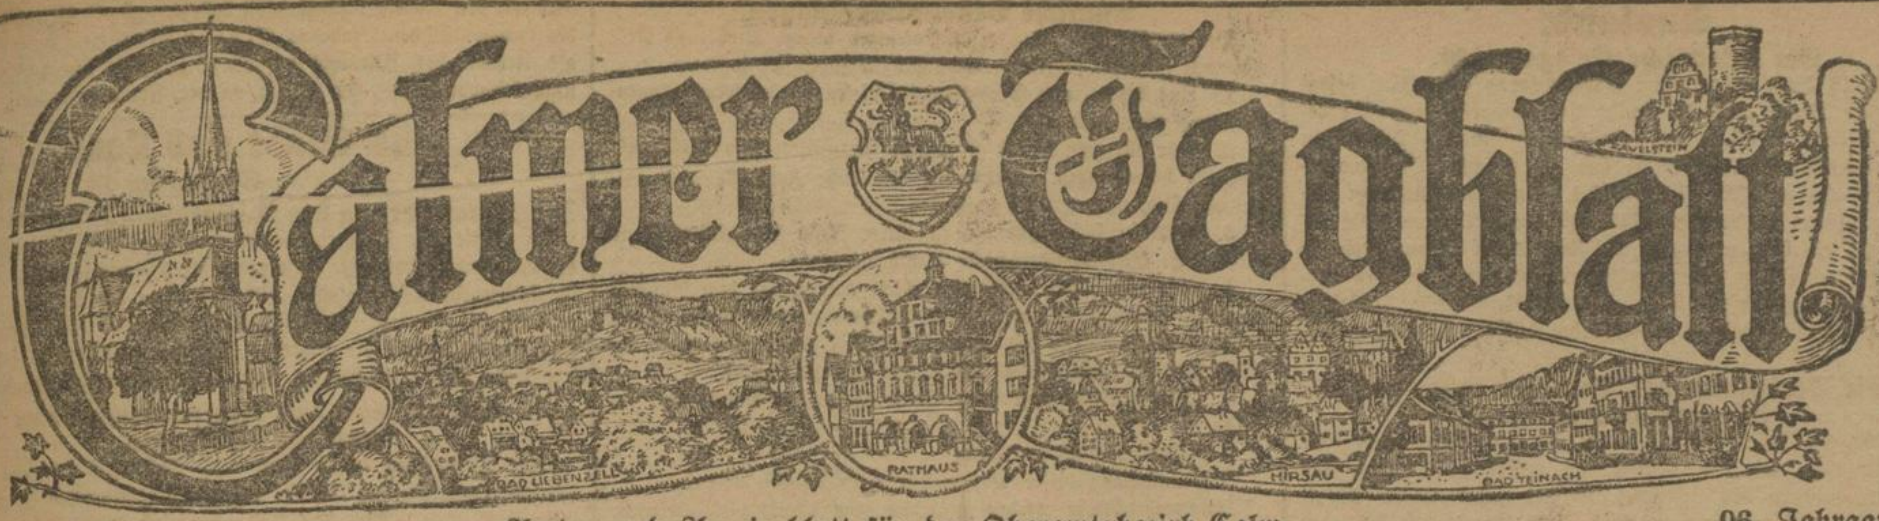 Calmer Tagblatt
ZAVELSTEIN
BAD LIEBENZELL
RATHAUS
HIRSAU
BAD TEINACH